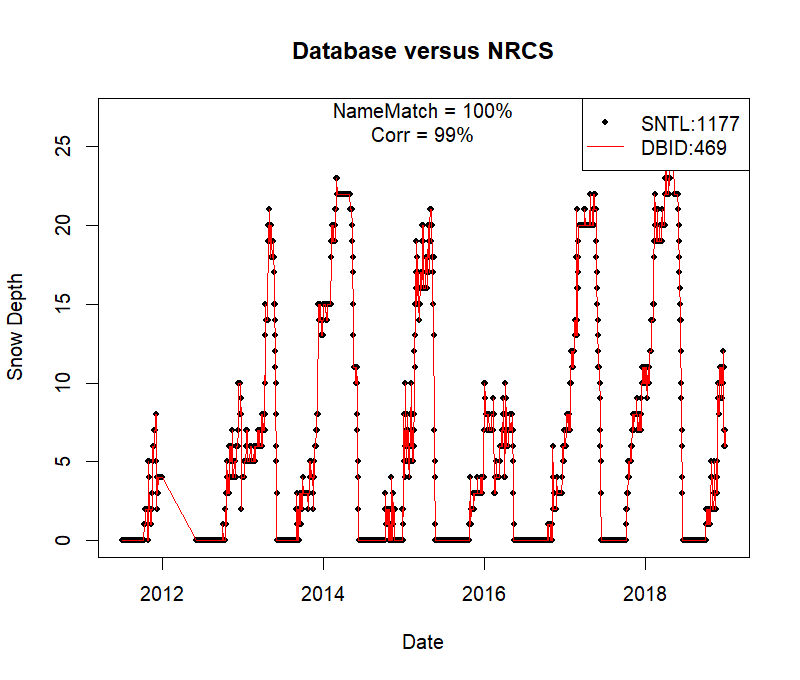 Database versus NRCS
NameMatch = 100%
Corr = 99%
SNTL:1177
DBID:469
25
20
15
10
5
0
Snow Depth
2012 2014 2016 2018
Date